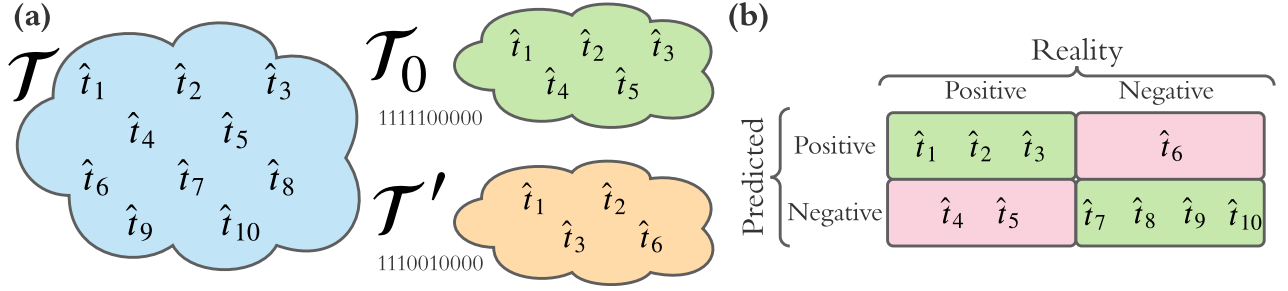 (a)
𝒯
t̂₁ t̂₂ t̂₃
t̂₄ t̂₅
t̂₆ t̂₇ t̂₈
t̂₉ t̂₁₀
𝒯₀
1111100000
t̂₁ t̂₂ t̂₃
t̂₄ t̂₅
𝒯′
1110010000
t̂₁ t̂₂
t̂₃ t̂₆
(b)
Reality
Positive Negative
Predicted
Positive t̂₁ t̂₂ t̂₃ t̂₆
Negative t̂₄ t̂₅ t̂₇ t̂₈ t̂₉ t̂₁₀